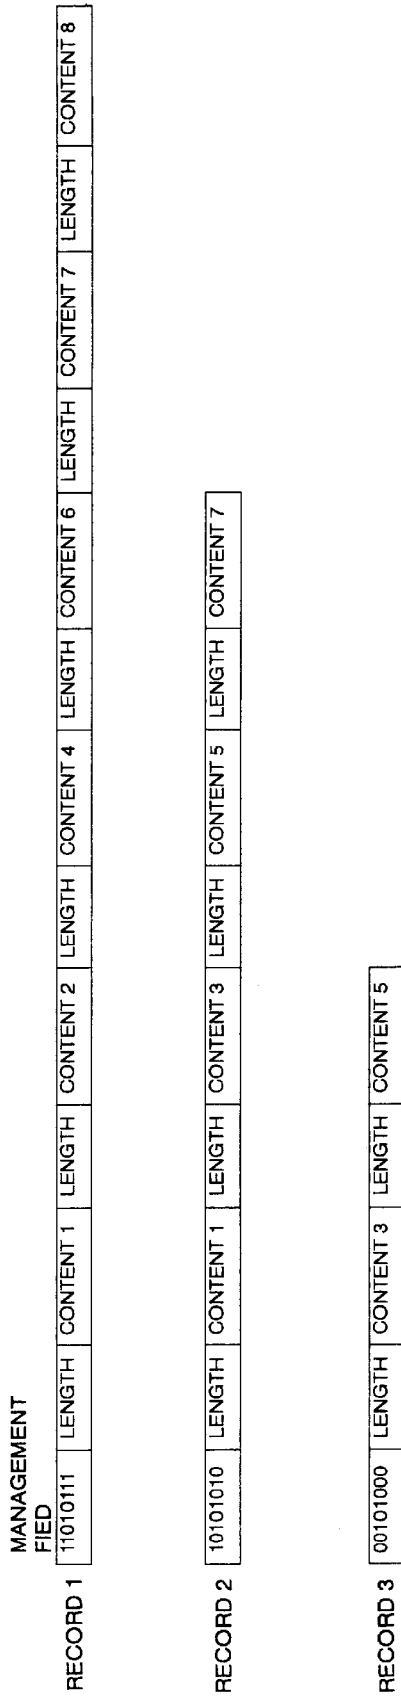 MANAGEMENT
FIED
RECORD 1 11010111 LENGTH CONTENT 1 LENGTH CONTENT 2 LENGTH CONTENT 4 LENGTH CONTENT 6 LENGTH CONTENT 7 LENGTH CONTENT 8
RECORD 2 10101010 LENGTH CONTENT 1 LENGTH CONTENT 3 LENGTH CONTENT 5 LENGTH CONTENT 7
RECORD 3 00101000 LENGTH CONTENT 3 LENGTH CONTENT 5